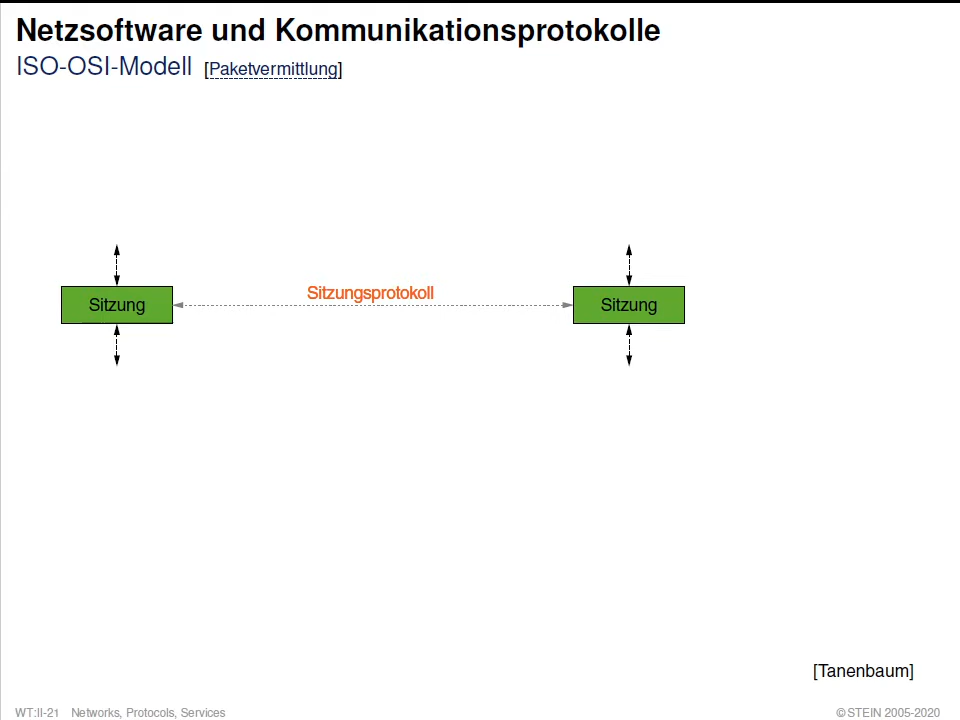 Netzsoftware und Kommunikationsprotokolle
ISO-OSI-Modell [Paketvermittlung]
Sitzungsprotokoll
Sitzung Sitzung
[Tanenbaum]
WT:II-21 Networks, Protocols, Services ©STEIN 2005-2020